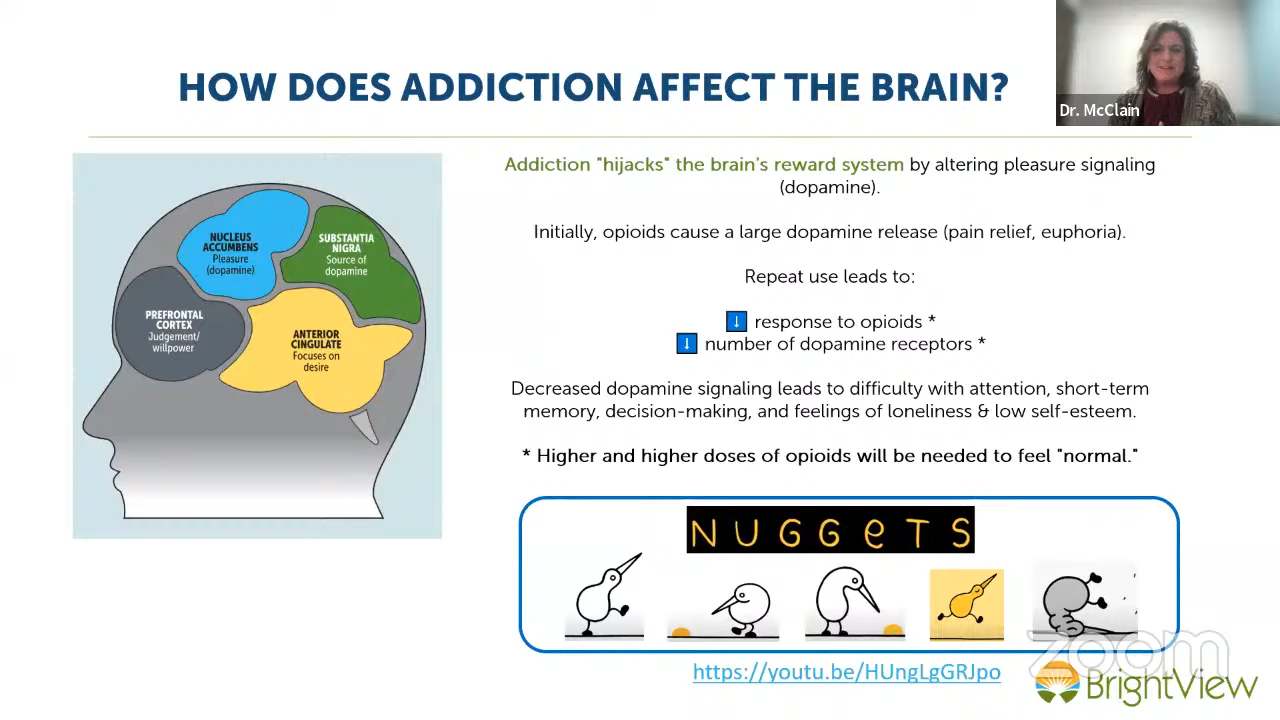 HOW DOES ADDICTION AFFECT THE BRAIN?
Dr. McClain
NUCLEUS
ACCUMBENS
Pleasure
(dopamine)
SUBSTANTIA
NIGRA
Source of
dopamine
PREFRONTAL
CORTEX
Judgement/
willpower
ANTERIOR
CINGULATE
Focuses on
desire
Addiction "hijacks" the brain's reward system by altering pleasure signaling
(dopamine).
Initially, opioids cause a large dopamine release (pain relief, euphoria).
Repeat use leads to:
↓ response to opioids *
↓ number of dopamine receptors *
Decreased dopamine signaling leads to difficulty with attention, short-term
memory, decision-making, and feelings of loneliness & low self-esteem.
* Higher and higher doses of opioids will be needed to feel "normal."
NUGGeTS
https://youtu.be/HUngLgGRJpo
zoom
BrightView